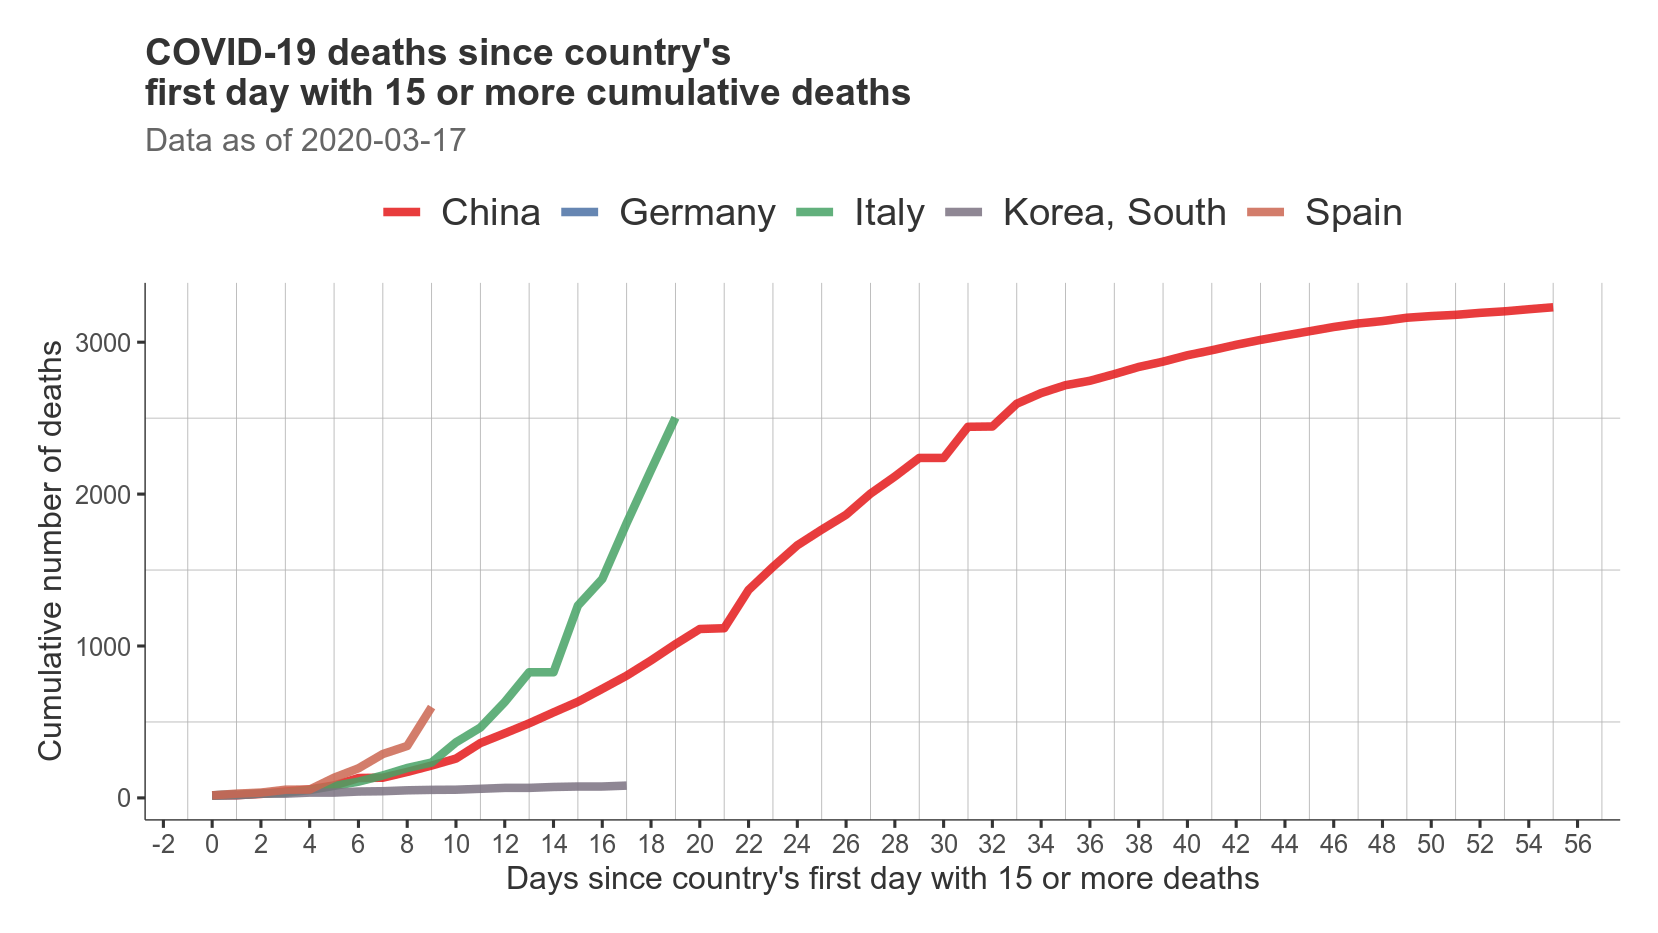 COVID-19 deaths since country's
first day with 15 or more cumulative deaths
Data as of 2020-03-17
China Germany Italy Korea, South Spain
Cumulative number of deaths
3000
2000
1000
0
-2 0 2 4 6 8 10 12 14 16 18 20 22 24 26 28 30 32 34 36 38 40 42 44 46 48 50 52 54 56
Days since country's first day with 15 or more deaths